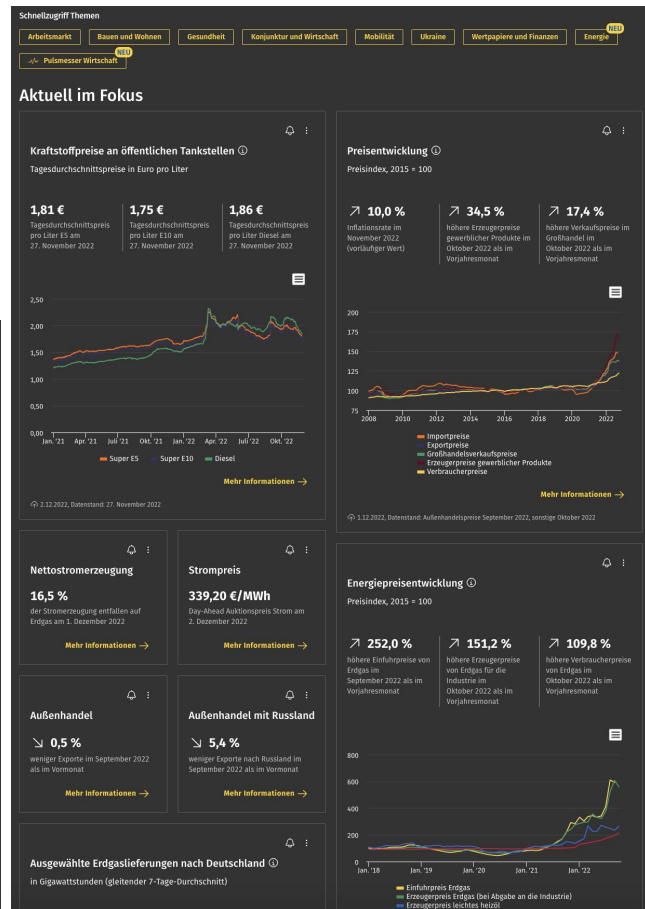 Schnellzugriff Themen
Arbeitsmarkt
Bauen und Wohnen
Gesundheit
Konjunktur und Wirtschaft
Mobilität
Ukraine
Wertpapiere und Finanzen
Energie
NEU
Pulsmesser Wirtschaft
NEU
Aktuell im Fokus
Kraftstoffpreise an öffentlichen Tankstellen
Tagesdurchschnittspreise in Euro pro Liter
1,81 €
Tagesdurchschnittspreis
pro Liter E5 am
27. November 2022
1,75 €
Tagesdurchschnittspreis
pro Liter E10 am
27. November 2022
1,86 €
Tagesdurchschnittspreis
pro Liter Diesel am
27. November 2022
2,50
2,00
1,50
1,00
0,50
0,00
Jan. '21 Apr. '21 Juli '21 Okt. '21 Jan. '22 Apr. '22 Juli '22 Okt. '22
Super E5 Super E10 Diesel
Mehr Informationen →
2.12.2022, Datenstand: 27. November 2022
Preisentwicklung
Preisindex, 2015 = 100
10,0 %
Inflationsrate im
November 2022
(vorläufiger Wert)
34,5 %
höhere Erzeugerpreise
gewerblicher Produkte im
Oktober 2022 als im
Vorjahresmonat
17,4 %
höhere Verkaufspreise im
Großhandel im
Oktober 2022 als im
Vorjahresmonat
200
175
150
125
100
75
2008 2010 2012 2014 2016 2018 2020 2022
Importpreise
Exportpreise
Großhandelsverkaufspreise
Erzeugerpreise gewerblicher Produkte
Verbraucherpreise
Mehr Informationen →
1.12.2022, Datenstand: Außenhandelspreise September 2022, sonstige Oktober 2022
Nettostromerzeugung
16,5 %
der Stromerzeugung entfallen auf
Erdgas am 1. Dezember 2022
Mehr Informationen →
Strompreis
339,20 €/MWh
Day-Ahead Auktionspreis Strom am
2. Dezember 2022
Mehr Informationen →
Außenhandel
0,5 %
weniger Exporte im September 2022
als im Vormonat
Mehr Informationen →
Außenhandel mit Russland
5,4 %
weniger Exporte nach Russland im
September 2022 als im Vormonat
Mehr Informationen →
Ausgewählte Erdgaslieferungen nach Deutschland
in Gigawattstunden (gleitender 7-Tage-Durchschnitt)
Energiepreisentwicklung
Preisindex, 2015 = 100
252,0 %
höhere Einfuhrpreise von
Erdgas im
September 2022 als im
Vorjahresmonat
151,2 %
höhere Erzeugerpreise
von Erdgas für die
Industrie im
Oktober 2022 als im
Vorjahresmonat
109,8 %
höhere Verbraucherpreise
von Erdgas im
Oktober 2022 als im
Vorjahresmonat
800
600
400
200
0
Jan. '18 Jan. '19 Jan. '20 Jan. '21 Jan. '22
Einfuhrpreis Erdgas
Erzeugerpreis Erdgas (bei Abgabe an die Industrie)
Erzeugerpreis leichtes heizöl